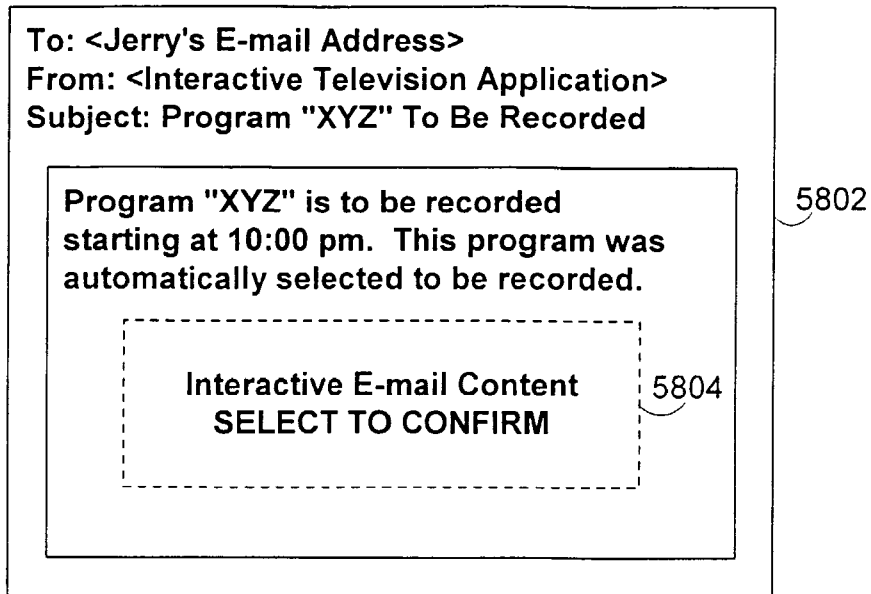 To: <Jerry's E-mail Address>
From: <Interactive Television Application>
Subject: Program "XYZ" To Be Recorded
Program "XYZ" is to be recorded
starting at 10:00 pm. This program was
automatically selected to be recorded.
Interactive E-mail Content
SELECT TO CONFIRM
5802
5804